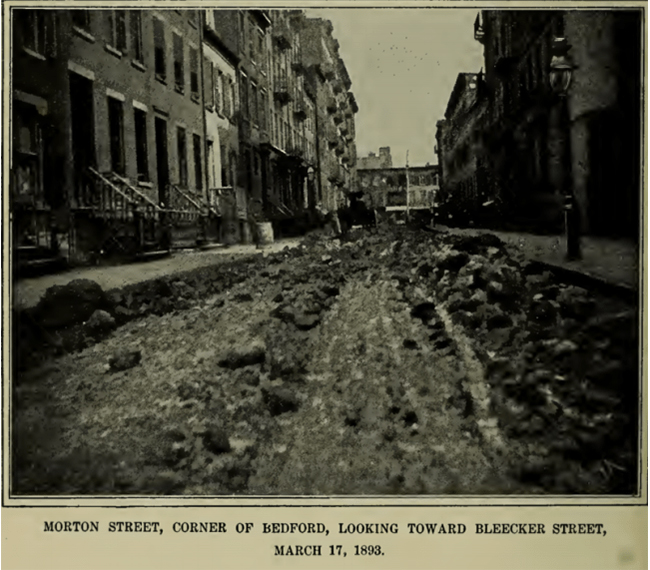 MORTON STREET, CORNER OF BEDFORD, LOOKING TOWARD BLEECKER STREET,
MARCH 17, 1893.